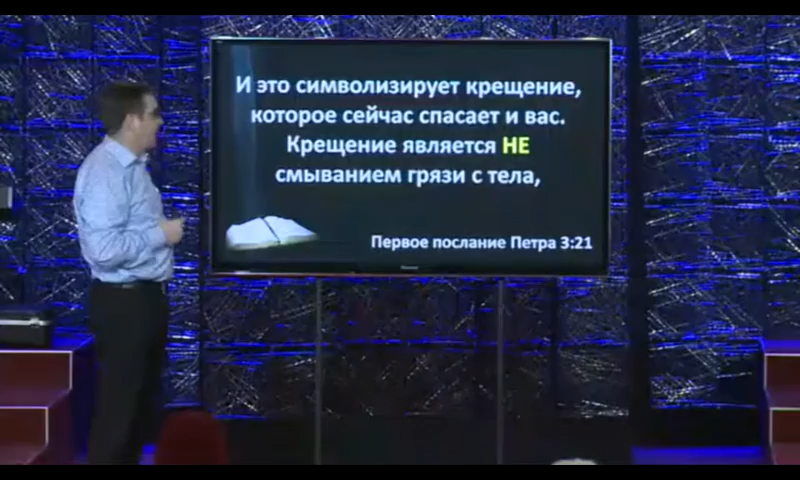 И это символизирует крещение,
которое сейчас спасает и вас.
Крещение является НЕ
смыванием грязи с тела,
Первое послание Петра 3:21